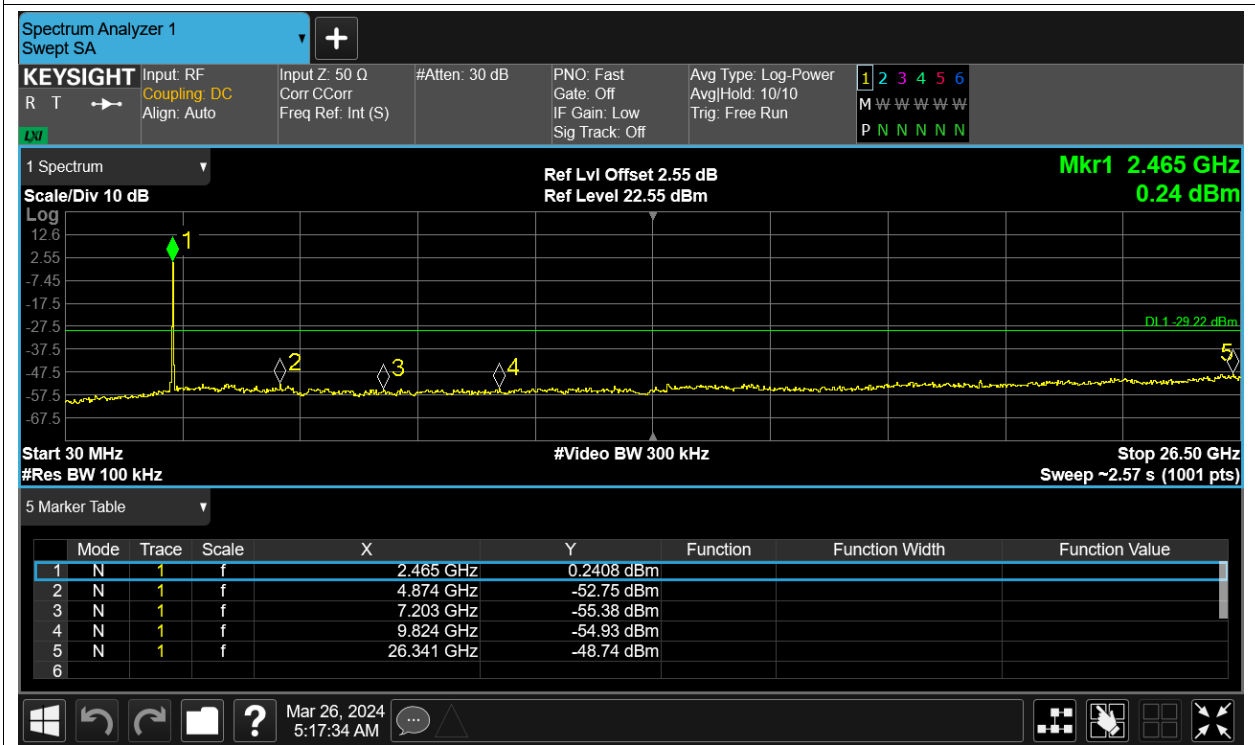 Spectrum Analyzer 1
Swept SA
KEYSIGHT
R T
LXI
Input: RF
Coupling: DC
Align: Auto
Input Z: 50 Ω
Corr CCorr
Freq Ref: Int (S)
#Atten: 30 dB
PNO: Fast
Gate: Off
IF Gain: Low
Sig Track: Off
Avg Type: Log-Power
Avg|Hold: 10/10
Trig: Free Run
1 2 3 4 5 6
M W W W W W
P N N N N N
1 Spectrum
Scale/Div 10 dB
Ref Lvl Offset 2.55 dB
Ref Level 22.55 dBm
Mkr1 2.465 GHz
0.24 dBm
Log
12.6
2.55
-7.45
-17.5
-27.5
-37.5
-47.5
-57.5
-67.5
1
2
3
4
5
DL1 -29.22 dBm
Start 30 MHz
#Res BW 100 kHz
#Video BW 300 kHz
Stop 26.50 GHz
Sweep ~2.57 s (1001 pts)
5 Marker Table
Mode Trace Scale X Y Function Function Width Function Value
1 N 1 f 2.465 GHz 0.2408 dBm
2 N 1 f 4.874 GHz -52.75 dBm
3 N 1 f 7.203 GHz -55.38 dBm
4 N 1 f 9.824 GHz -54.93 dBm
5 N 1 f 26.341 GHz -48.74 dBm
6
?
Mar 26, 2024
5:17:34 AM